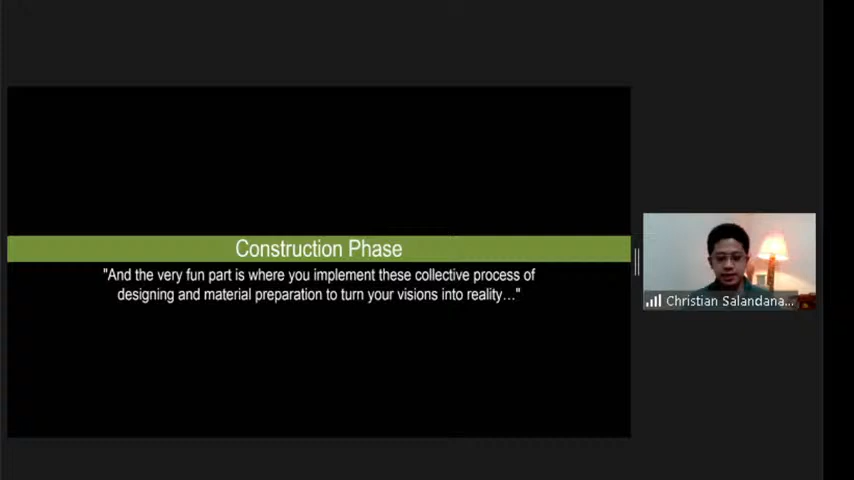 Construction Phase
"And the very fun part is where you implement these collective process of
designing and material preparation to turn your visions into reality…"
Christian Salandana...